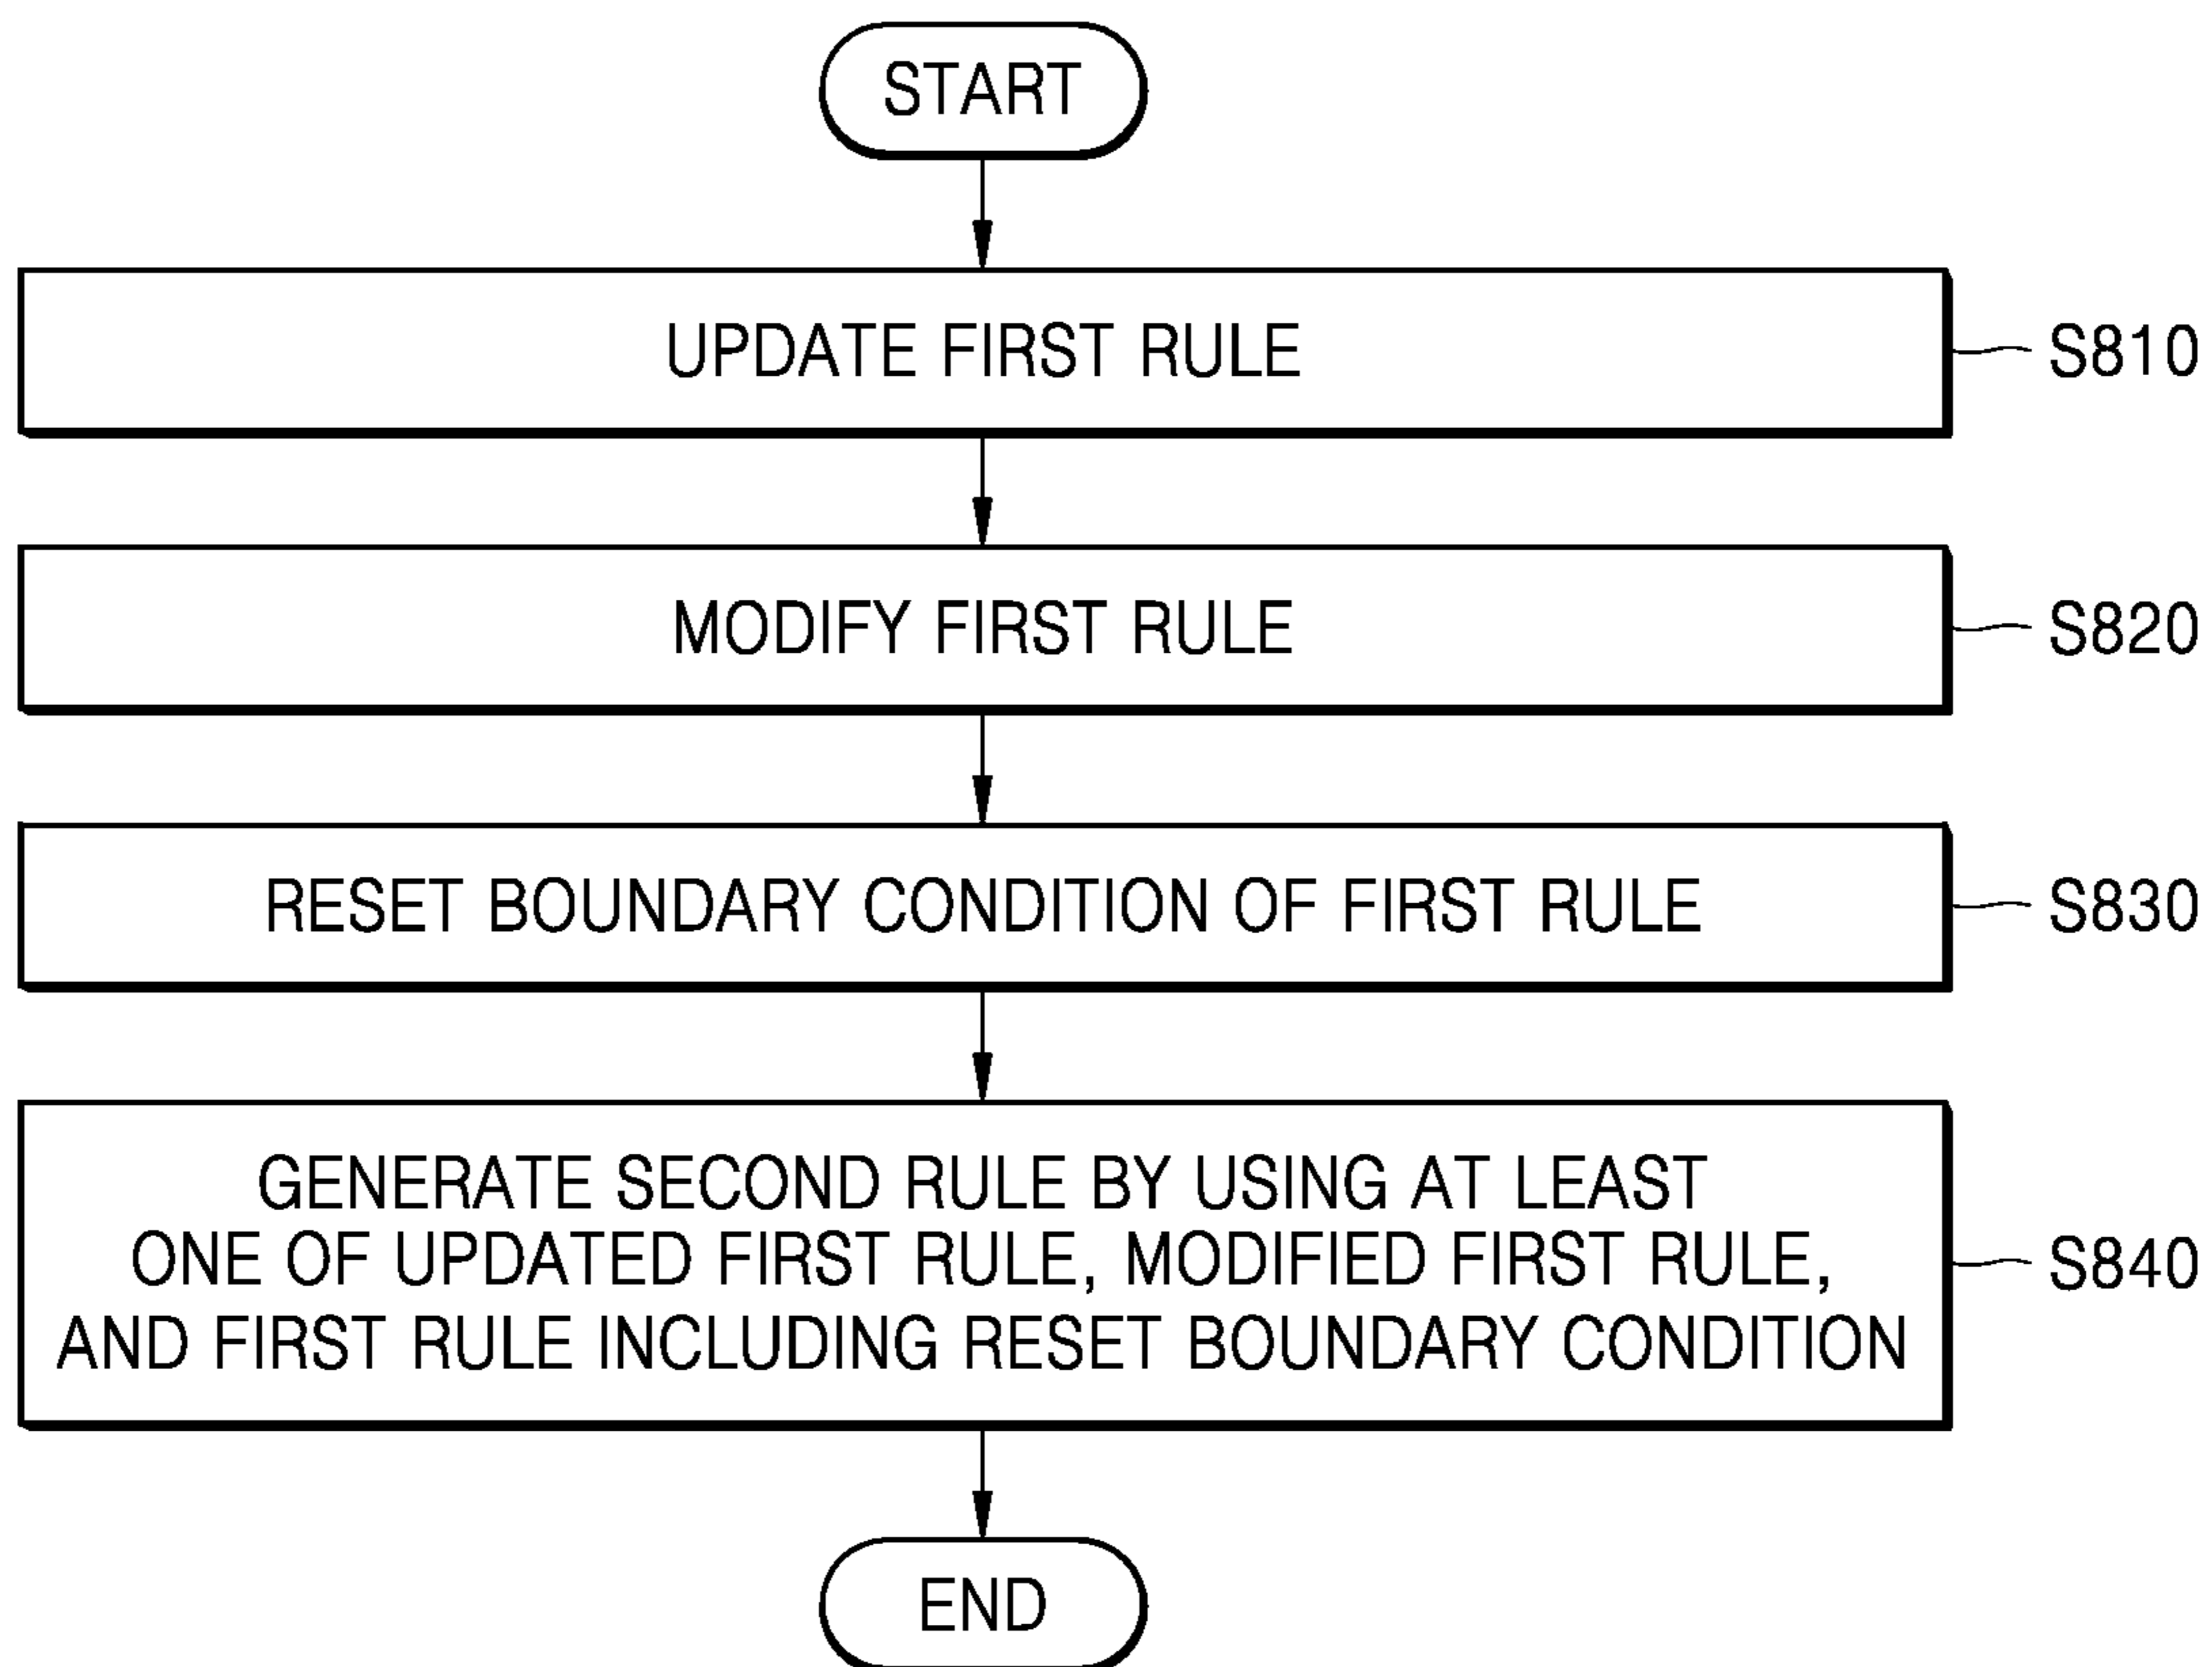 START
UPDATE FIRST RULE
S810
MODIFY FIRST RULE
S820
RESET BOUNDARY CONDITION OF FIRST RULE
S830
GENERATE SECOND RULE BY USING AT LEAST
ONE OF UPDATED FIRST RULE, MODIFIED FIRST RULE,
AND FIRST RULE INCLUDING RESET BOUNDARY CONDITION
S840
END